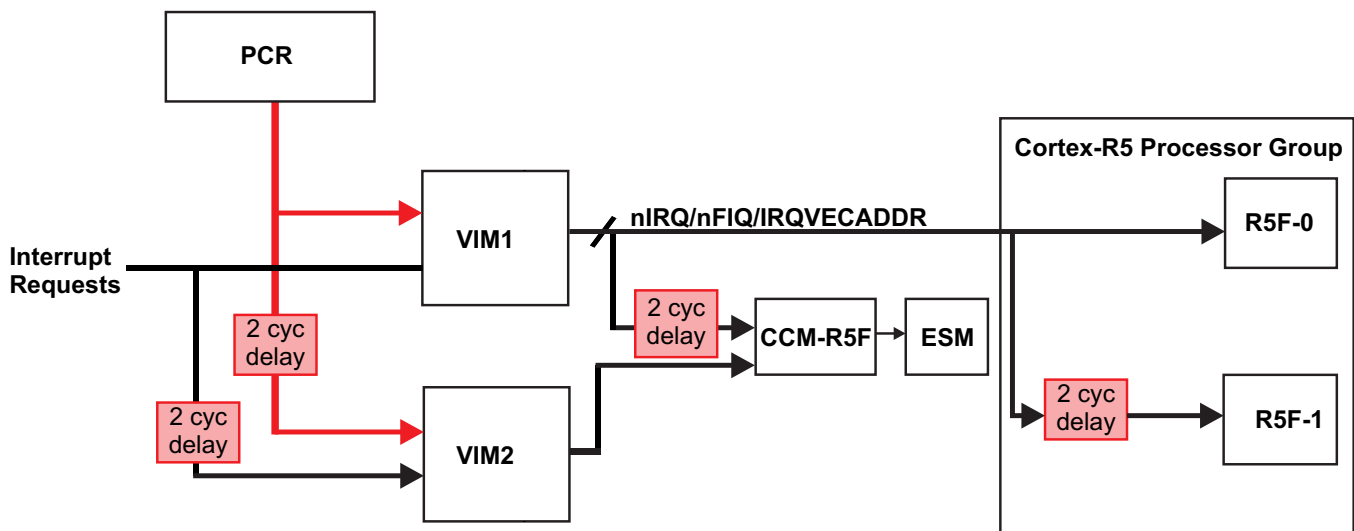 PCR
Cortex-R5 Processor Group
nIRQ/nFIQ/IRQVECADDR
R5F-0
VIM1
Interrupt
Requests
2 cyc
delay
2 cyc
delay
CCM-R5F
ESM
2 cyc
delay
2 cyc
delay
R5F-1
VIM2